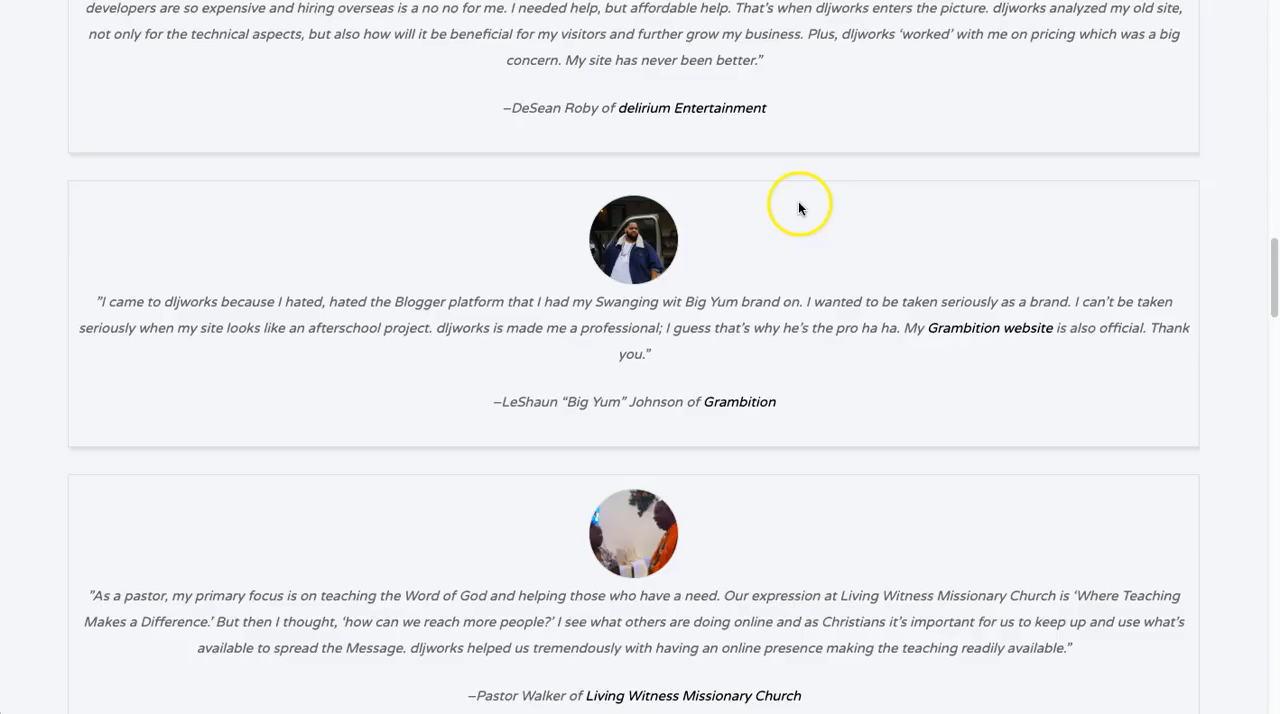 developers are so expensive and hiring overseas is a no no for me. I needed help, but affordable help. That's when dljworks enters the picture. dljworks analyzed my old site,
not only for the technical aspects, but also how will it be beneficial for my visitors and further grow my business. Plus, dljworks ‘worked’ with me on pricing which was a big
concern. My site has never been better.”
–DeSean Roby of delirium Entertainment
”I came to dljworks because I hated, hated the Blogger platform that I had my Swanging wit Big Yum brand on. I wanted to be taken seriously as a brand. I can’t be taken
seriously when my site looks like an afterschool project. dljworks is made me a professional; I guess that’s why he’s the pro ha ha. My Grambition website is also official. Thank
you.”
–LeShaun “Big Yum” Johnson of Grambition
”As a pastor, my primary focus is on teaching the Word of God and helping those who have a need. Our expression at Living Witness Missionary Church is ‘Where Teaching
Makes a Difference.’ But then I thought, ‘how can we reach more people?’ I see what others are doing online and as Christians it’s important for us to keep up and use what’s
available to spread the Message. dljworks helped us tremendously with having an online presence making the teaching readily available.”
–Pastor Walker of Living Witness Missionary Church